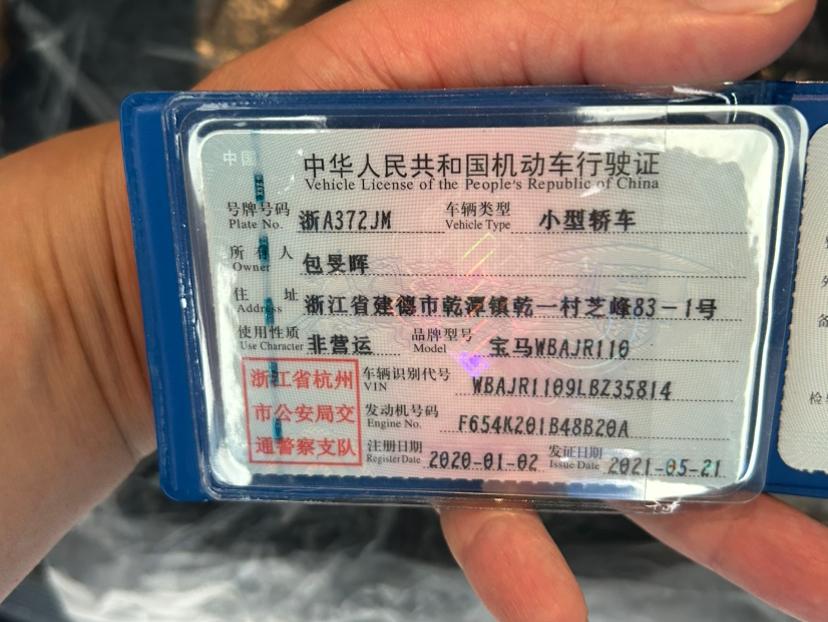 中国
中华人民共和国机动车行驶证
Vehicle License of the People's Republic of China
号牌号码 浙A372JM 车辆类型 小型轿车
Plate No. Vehicle Type
所有人 包旻晖
Owner
住址 浙江省建德市乾潭镇乾一村芝峰83-1号
Address
使用性质 非营运 品牌型号 宝马WBAJR110
Use Character Model
浙江省杭州
市公安局交
通警察支队
车辆识别代号 WBAJR1109LBZ35814
VIN
发动机号码 F654K201B48B20A
Engine No.
注册日期 2020-01-02 发证日期 2021-05-21
Register Date Issue Date
检